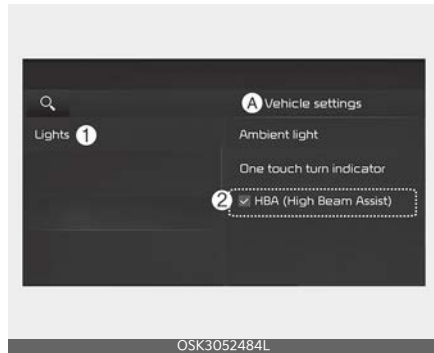 A Vehicle settings
Lights 1
Ambient light
One touch turn indicator
2 HBA (High Beam Assist)
OSK3052484L